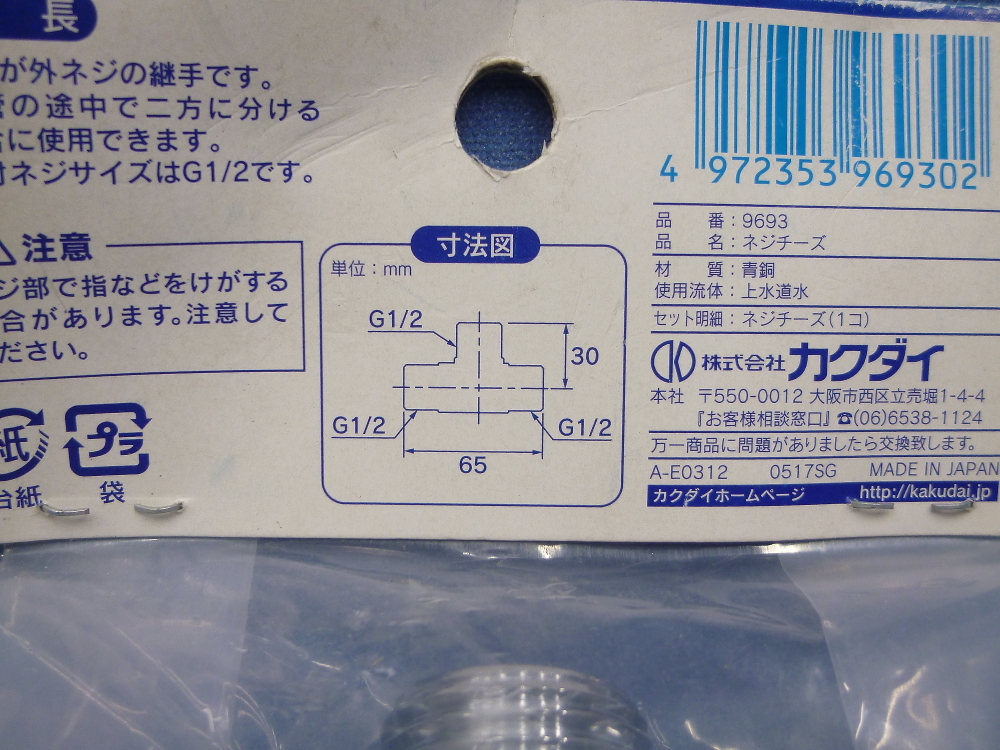 長
が外ネジの継手です。
の途中で二方に分ける
に使用できます。
ネジサイズはG1/2です。
注意
ジ部で指などをけがする
合があります。注意して
ださい。
紙
プラ
台紙
袋
寸法図
単位：mm
G1/2
30
G1/2
G1/2
65
4 972353 969302
品番：9693
品名：ネジチーズ
材質：青銅
使用流体：上水道水
セット明細：ネジチーズ(1コ)
株式会社カクダイ
本社 〒550-0012 大阪市西区立売堀1-4-4
『お客様相談窓口』☎(06)6538-1124
万一商品に問題がありましたら交換致します。
A-E0312 0517SG MADE IN JAPAN
カクダイホームページ http://kakudai.jp